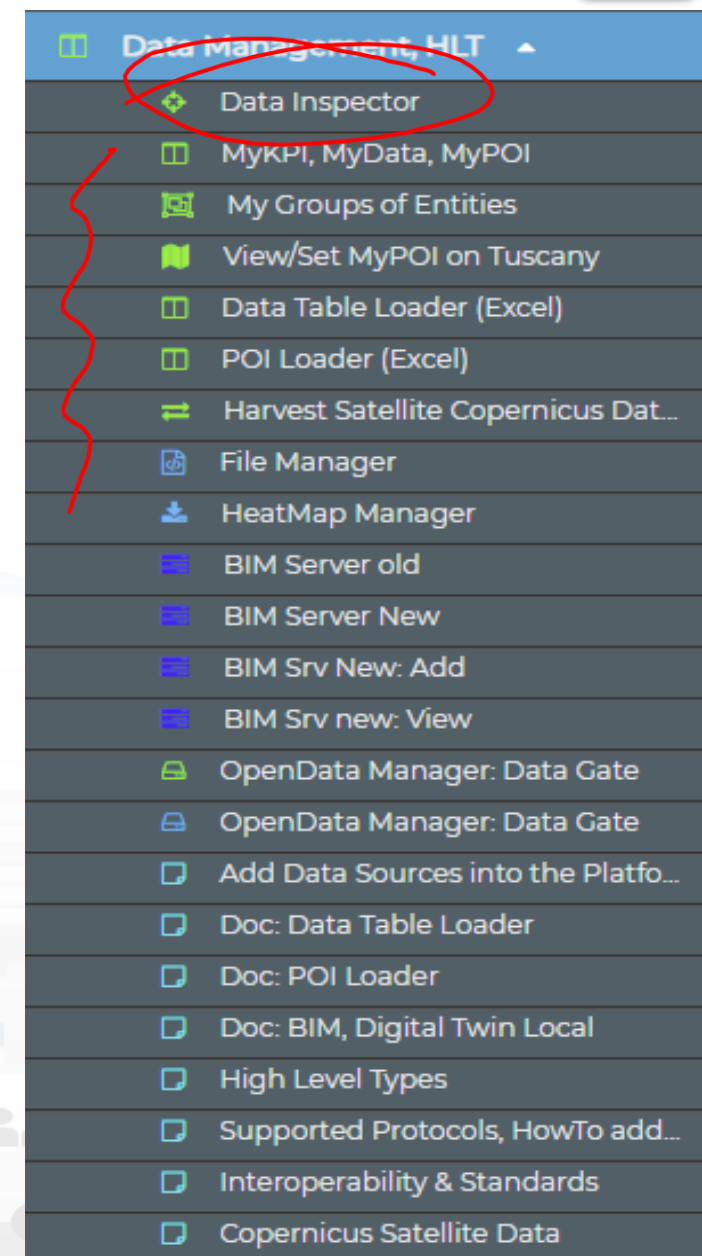 Data Management, HLT
Data Inspector
MyKPI, MyData, MyPOI
My Groups of Entities
View/Set MyPOI on Tuscany
Data Table Loader (Excel)
POI Loader (Excel)
Harvest Satellite Copernicus Dat...
File Manager
HeatMap Manager
BIM Server old
BIM Server New
BIM Srv New: Add
BIM Srv new: View
OpenData Manager: Data Gate
OpenData Manager: Data Gate
Add Data Sources into the Platfo...
Doc: Data Table Loader
Doc: POI Loader
Doc: BIM, Digital Twin Local
High Level Types
Supported Protocols, HowTo add...
Interoperability & Standards
Copernicus Satellite Data